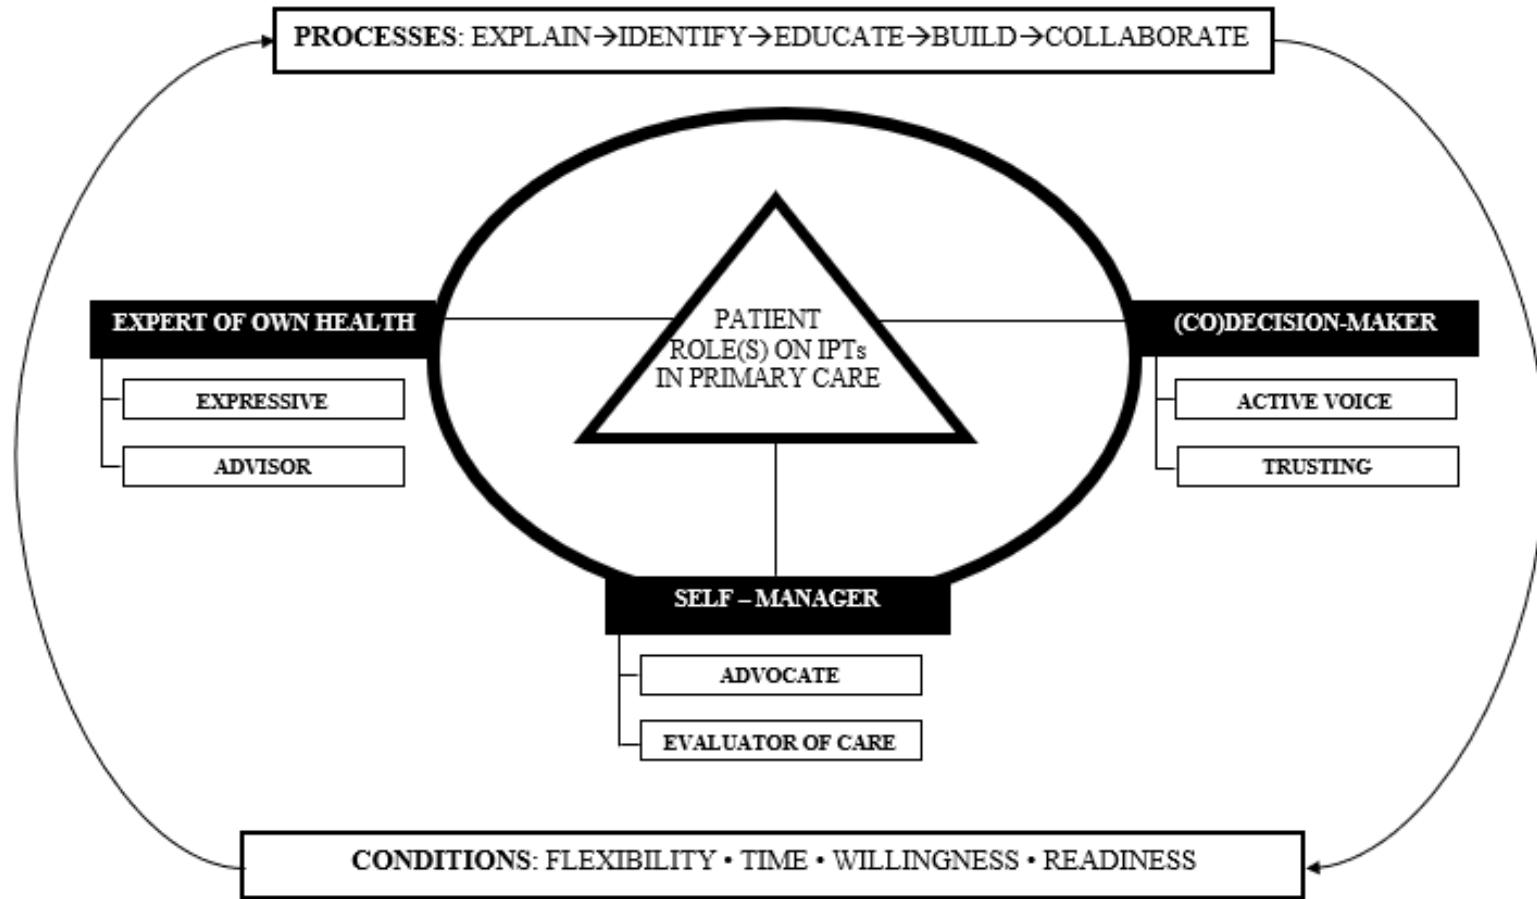 PROCESSES: EXPLAIN→IDENTIFY→EDUCATE→BUILD→COLLABORATE
PATIENT
ROLE(S) ON IPTs
IN PRIMARY CARE
EXPERT OF OWN HEALTH
EXPRESSIVE
ADVISOR
(CO)DECISION-MAKER
ACTIVE VOICE
TRUSTING
SELF – MANAGER
ADVOCATE
EVALUATOR OF CARE
CONDITIONS: FLEXIBILITY • TIME • WILLINGNESS • READINESS